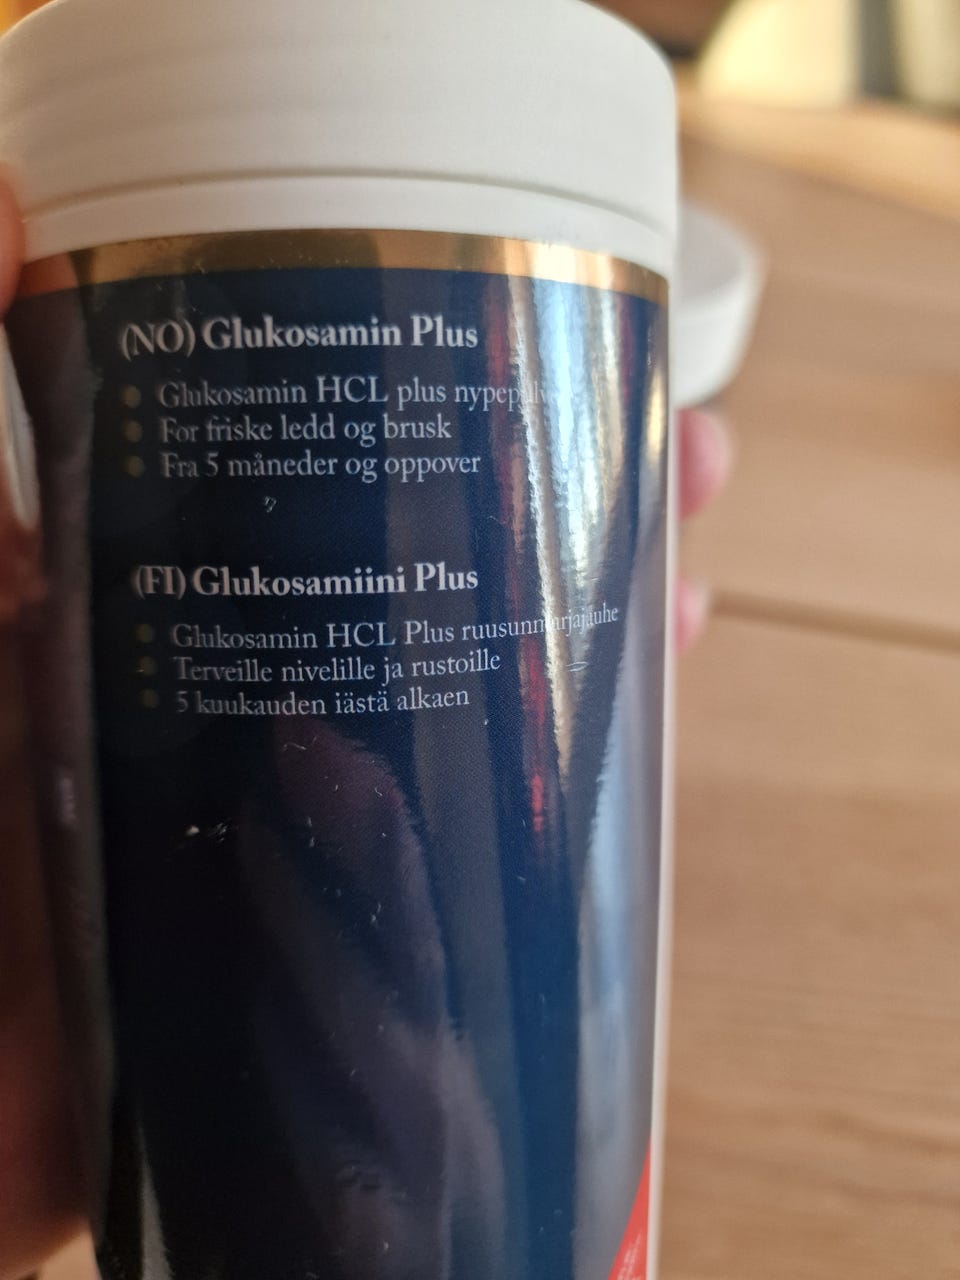 (NO) Glukosamin Plus
Glukosamin HCL plus
For friske ledd og brusk
Fra 5 måneder og oppover
(FI) Glukosamiini Plus
Glukosamin HCL Plus ruusunmarjajauhe
Terveille nivelille ja rustoille
5 kuukauden iästä alkaen